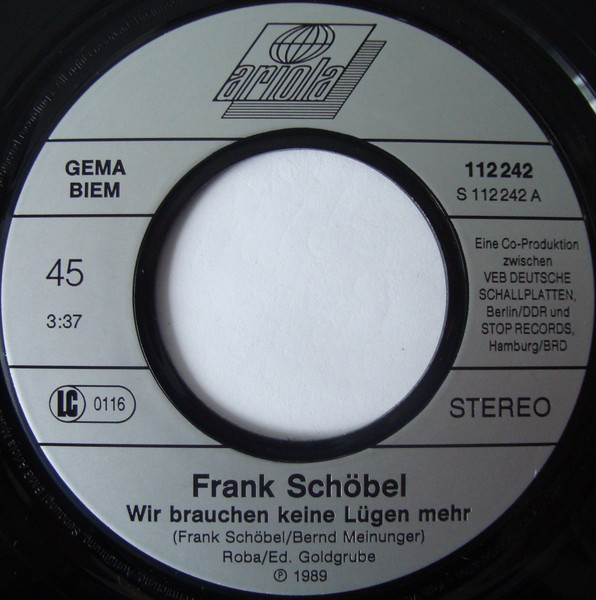 ariola
GEMA
BIEM
112 242
S 112 242 A
45
3:37
Eine Co-Produktion
zwischen
VEB DEUTSCHE
SCHALLPLATTEN,
Berlin/DDR und
STOP RECORDS,
Hamburg/BRD
LC 0116
STEREO
Frank Schöbel
Wir brauchen keine Lügen mehr
(Frank Schöbel/Bernd Meinunger)
Roba/Ed. Goldgrube
℗ 1989